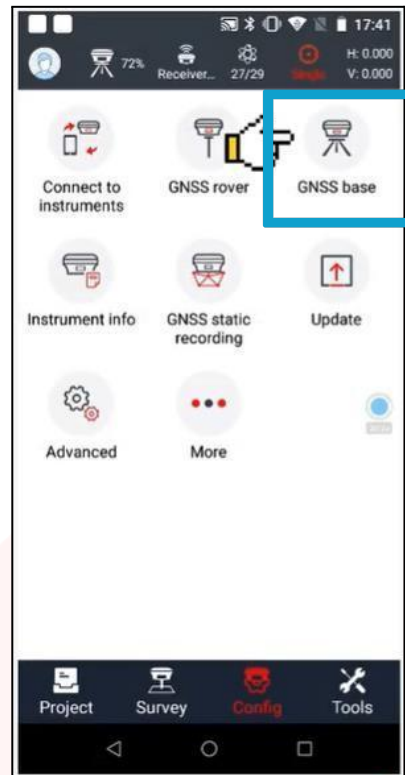 17:41
72%
Receiver...
27/29
Single
H: 0.000
V: 0.000
Connect to
instruments
GNSS rover
GNSS base
Instrument info
GNSS static
recording
Update
Advanced
More
Project
Survey
Config
Tools